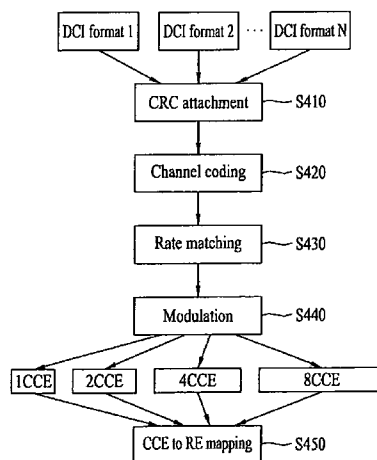 DCI format 1 DCI format 2 ··· DCI format N
CRC attachment S410
Channel coding S420
Rate matching S430
Modulation S440
1CCE 2CCE 4CCE 8CCE
CCE to RE mapping S450